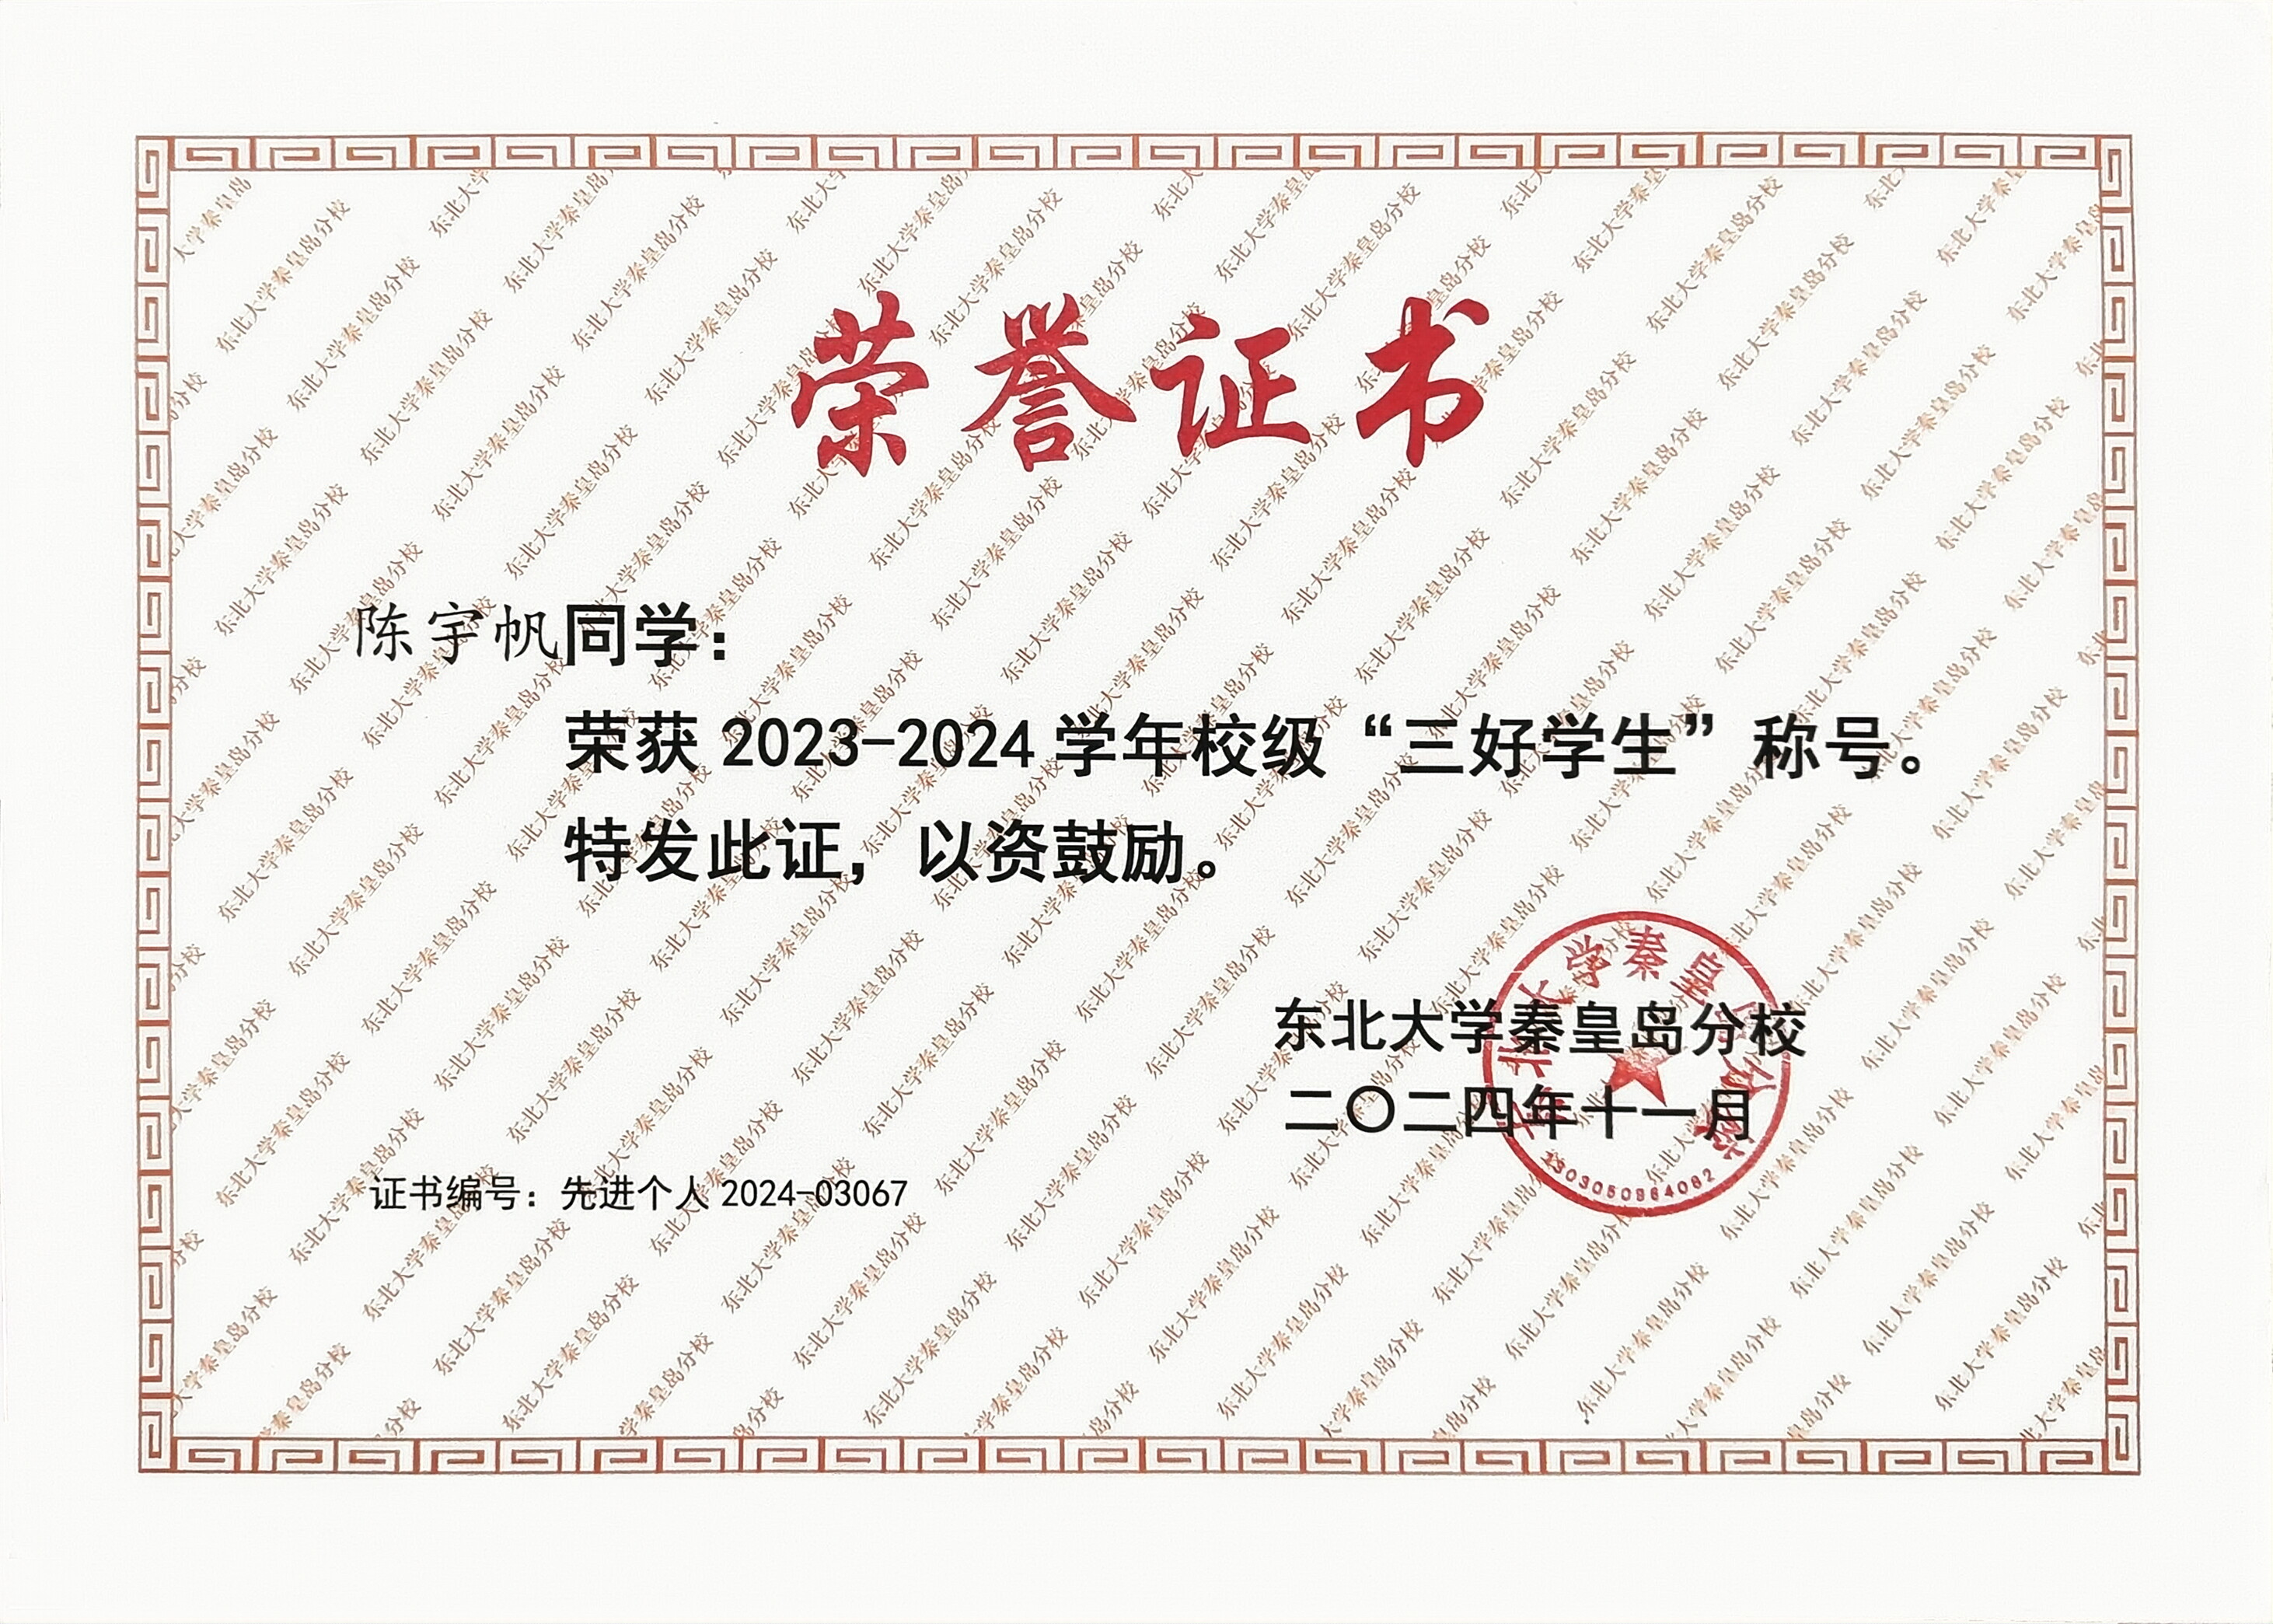 荣誉证书
陈宇帆同学：
荣获 2023-2024 学年校级“三好学生”称号。
特发此证，以资鼓励。
东北大学秦皇岛分校
二〇二四年十一月
证书编号：先进个人 2024-03067
东北大学秦皇岛分校